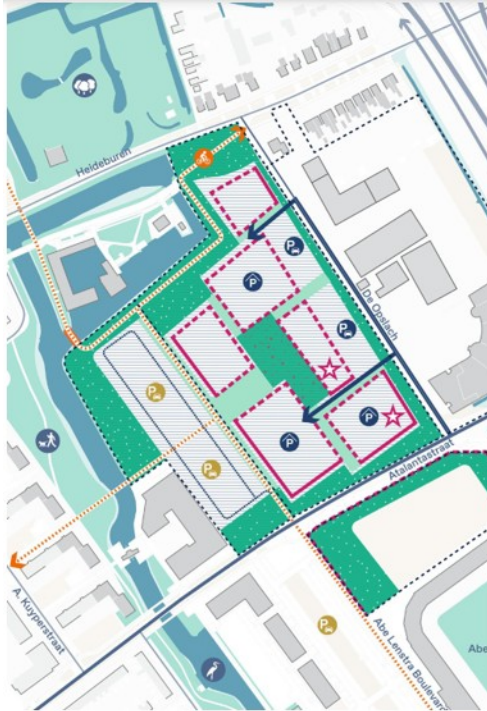 Heideburen
P
De Opslach
P
P
P
P
P
P
Atalantastraat
A. Kuyperstraat
P
Abe Lenstra Boulevard
Abe